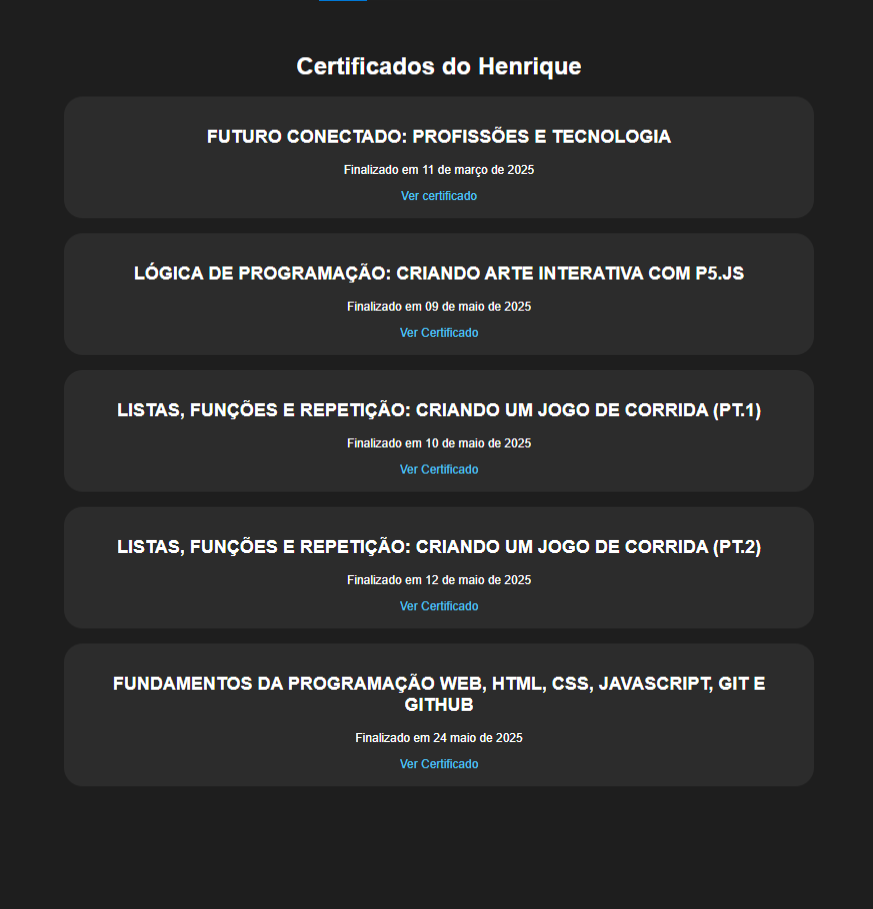 Certificados do Henrique
FUTURO CONECTADO: PROFISSÕES E TECNOLOGIA
Finalizado em 11 de março de 2025
Ver certificado
LÓGICA DE PROGRAMAÇÃO: CRIANDO ARTE INTERATIVA COM P5.JS
Finalizado em 09 de maio de 2025
Ver Certificado
LISTAS, FUNÇÕES E REPETIÇÃO: CRIANDO UM JOGO DE CORRIDA (PT.1)
Finalizado em 10 de maio de 2025
Ver Certificado
LISTAS, FUNÇÕES E REPETIÇÃO: CRIANDO UM JOGO DE CORRIDA (PT.2)
Finalizado em 12 de maio de 2025
Ver Certificado
FUNDAMENTOS DA PROGRAMAÇÃO WEB, HTML, CSS, JAVASCRIPT, GIT E
GITHUB
Finalizado em 24 maio de 2025
Ver Certificado